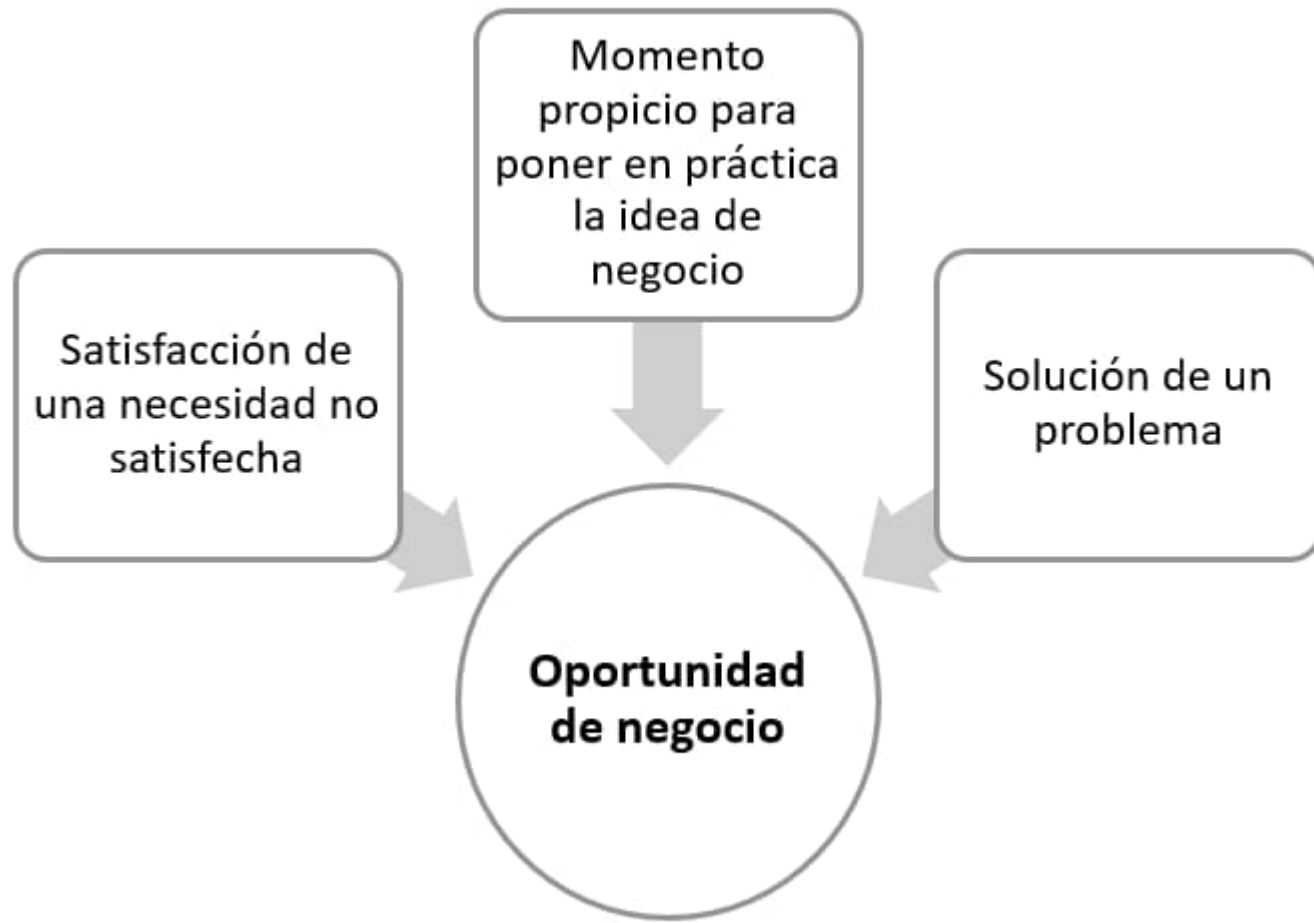 Momento
propicio para
poner en práctica
la idea de
negocio
Satisfacción de
una necesidad no
satisfecha
Solución de un
problema
Oportunidad
de negocio